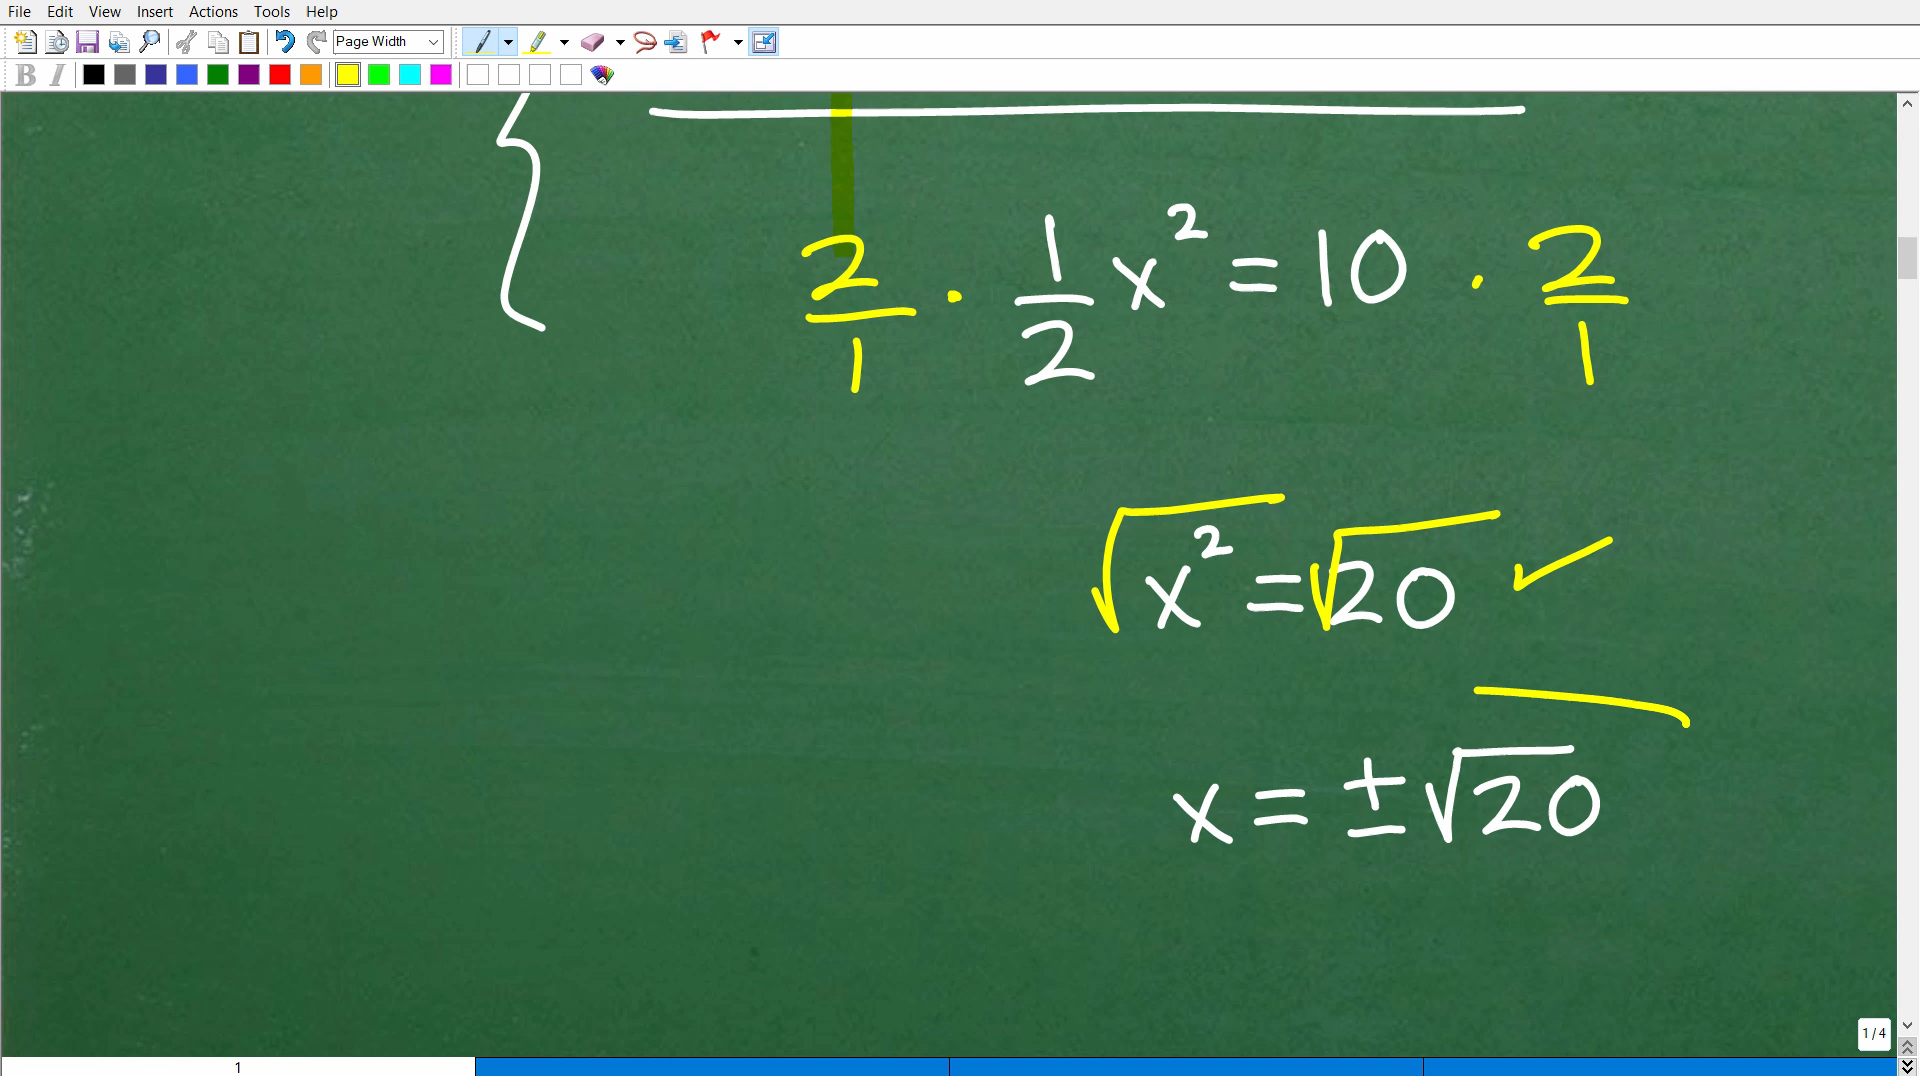 File Edit View Insert Actions Tools Help
Page Width
B I
2/1 · 1/2 x² = 10 · 2/1
√x² = √20 ✓
x = ± √20
1 / 4
1